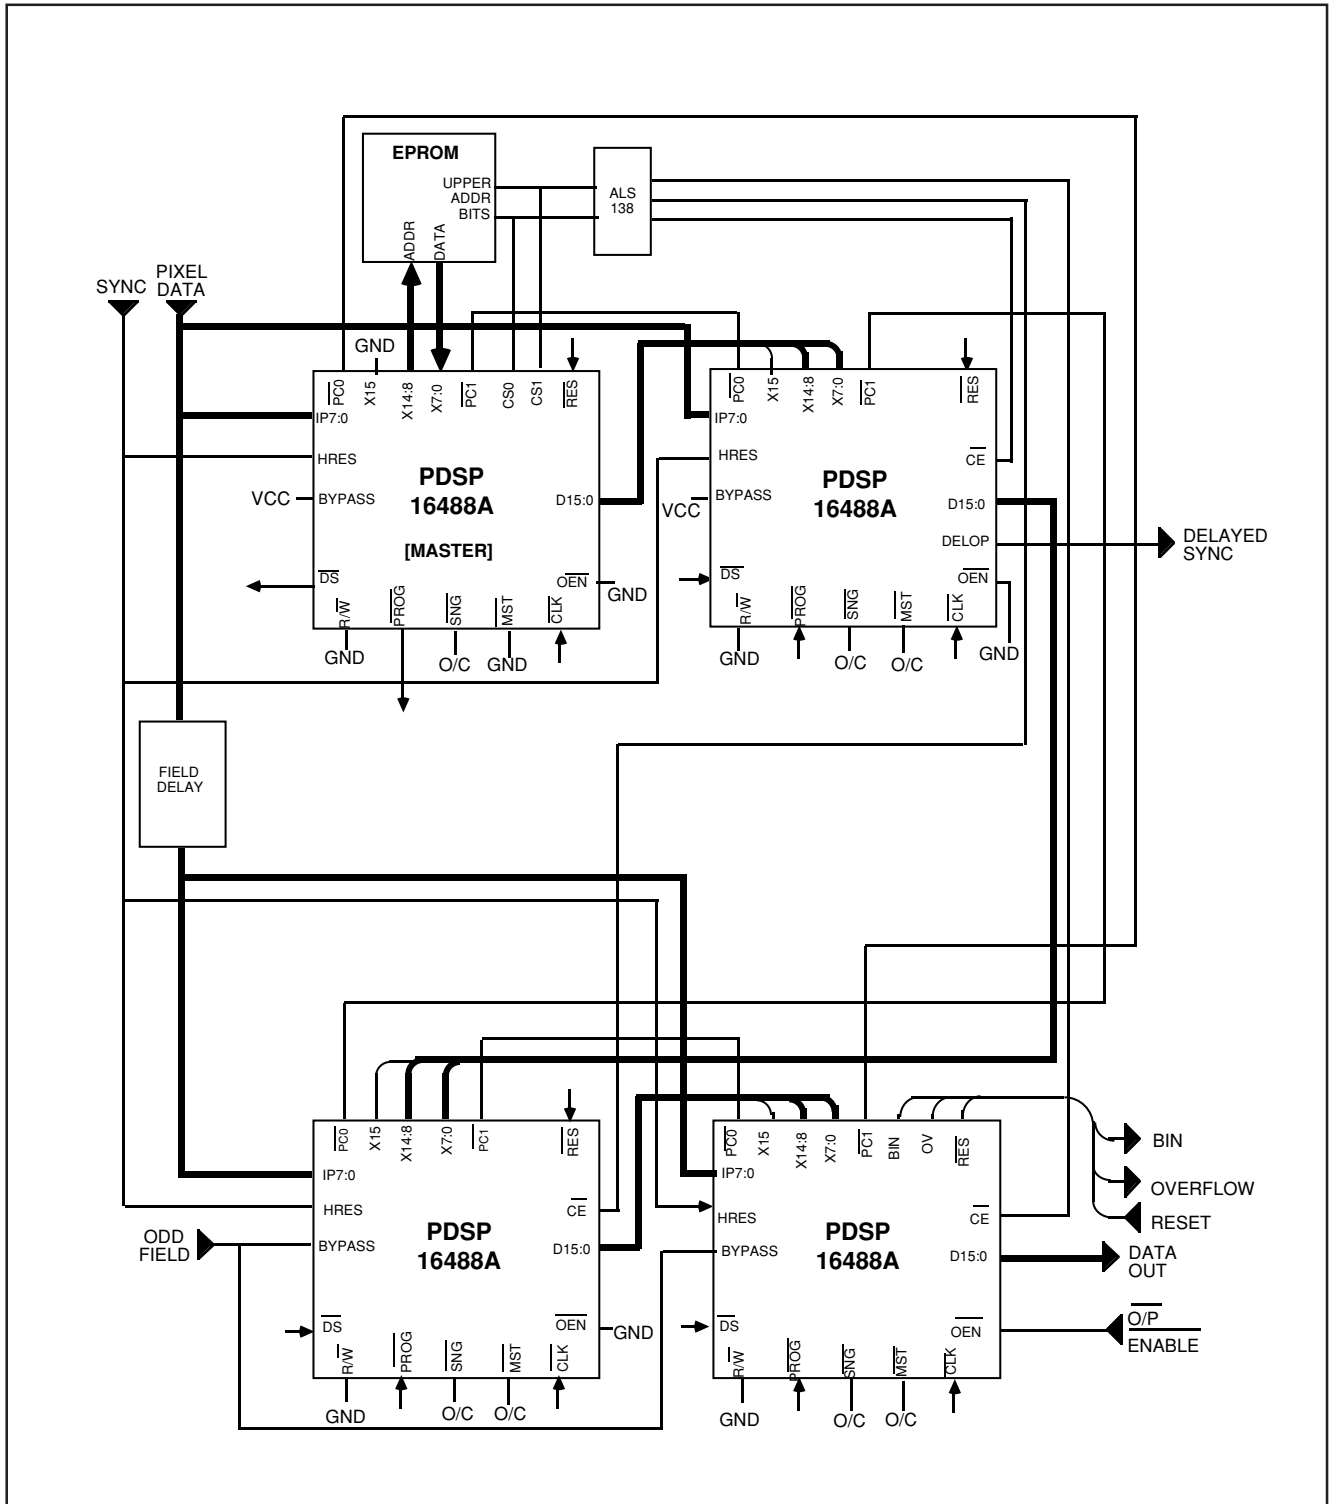 EPROM
UPPER
ADDR
BITS
ADDR
DATA
ALS
138
SYNC
PIXEL
DATA
GND
PC0
X15
X14:8
X7:0
PC1
CS0
CS1
RES
IP7:0
HRES
VCC
BYPASS
PDSP
16488A
[MASTER]
D15:0
DS
OEN
GND
R/W
PROG
SNG
MST
CLK
GND
O/C
GND
PC0
X15
X14:8
X7:0
PC1
RES
IP7:0
HRES
VCC
BYPASS
PDSP
16488A
CE
D15:0
DELOP
DELAYED
SYNC
DS
OEN
R/W
PROG
SNG
MST
CLK
GND
O/C
O/C
GND
FIELD
DELAY
PC0
X15
X14:8
X7:0
PC1
RES
IP7:0
HRES
ODD
FIELD
BYPASS
PDSP
16488A
CE
D15:0
DS
OEN
GND
R/W
PROG
SNG
MST
CLK
GND
O/C
O/C
PC0
X15
X14:8
X7:0
PC1
BIN
OV
RES
IP7:0
HRES
BYPASS
PDSP
16488A
CE
D15:0
DS
OEN
R/W
PROG
SNG
MST
CLK
GND
O/C
O/C
BIN
OVERFLOW
RESET
DATA
OUT
O/P
ENABLE